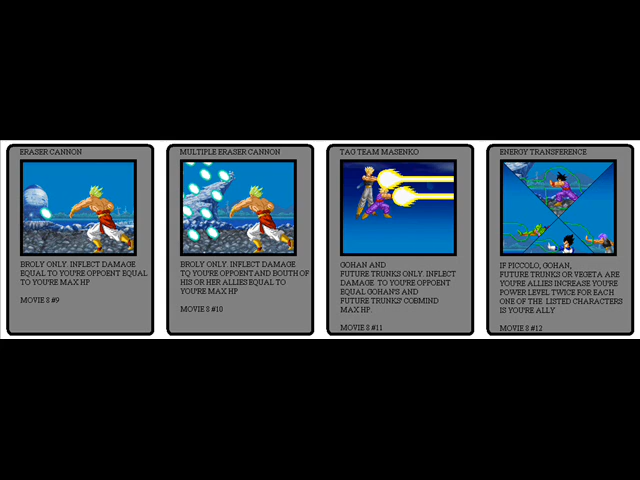 ERASER CANNON
BROLY ONLY. INFLECT DAMAGE
EQUAL TO YOU'RE OPPOENT EQUAL
TO YOU'RE MAX HP
MOVIE 8 #9
MULTIPLE ERASER CANNON
BROLY ONLY. INFLECT DAMAGE
TQ YOU'RE OPPOENT AND BOUTH OF
HIS OR HER ALLIES EQUAL TO
YOU'RE MAX HP
MOVIE 8 #10
TAG TEAM MASENKO
GOHAN AND
FUTURE TRUNKS ONLY. INFLECT
DAMAGE TO YOU'RE OPPOENT
EQUAL GOHAN'S AND
FUTURE TRUNKS' COBMIND
MAX HP.
MOVIE 8 #11
ENERGY TRANSFERENCE
IF PICCOLO, GOHAN,
FUTURE TRUNKS OR VEGETA ARE
YOU'RE ALLIES INCREASE YOU'RE
POWER LEVEL TWICE FOR EACH
ONE OF THE LISTED CHARACTERS
IS YOU'RE ALLY
MOVIE 8 #12